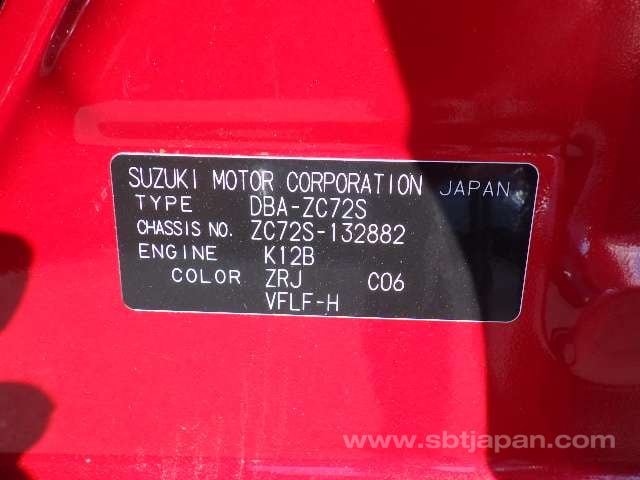 SUZUKI MOTOR CORPORATION JAPAN
TYPE DBA-ZC72S
CHASSIS NO. ZC72S-132882
ENGINE K12B
COLOR ZRJ C06
VFLF-H
www.sbtjapan.com